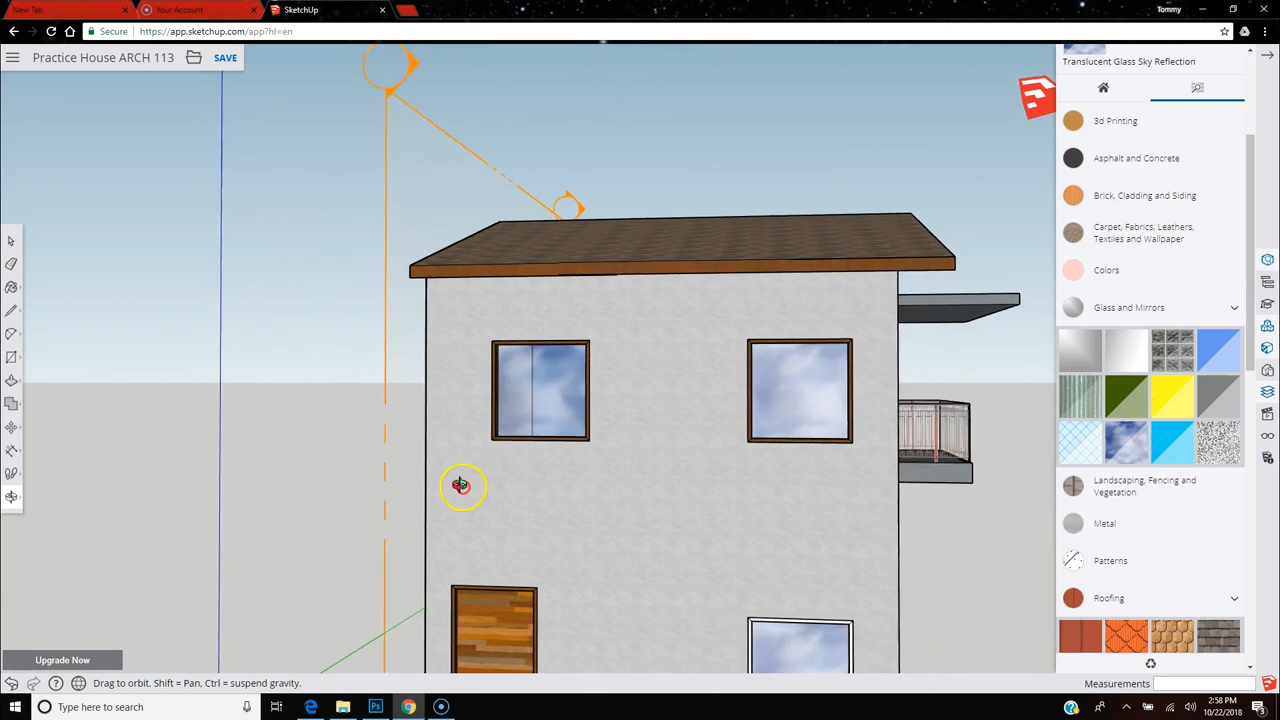 New Tab
Your Account
SketchUp
Tommy
Secure
https://app.sketchup.com/app?hl=en
Practice House ARCH 113
SAVE
Translucent Glass Sky Reflection
3d Printing
Asphalt and Concrete
Brick, Cladding and Siding
Carpet, Fabrics, Leathers,
Textiles and Wallpaper
Colors
Glass and Mirrors
Landscaping, Fencing and
Vegetation
Metal
Patterns
Roofing
Upgrade Now
Drag to orbit. Shift = Pan, Ctrl = suspend gravity.
Measurements
Type here to search
Ps
2:58 PM
10/22/2018